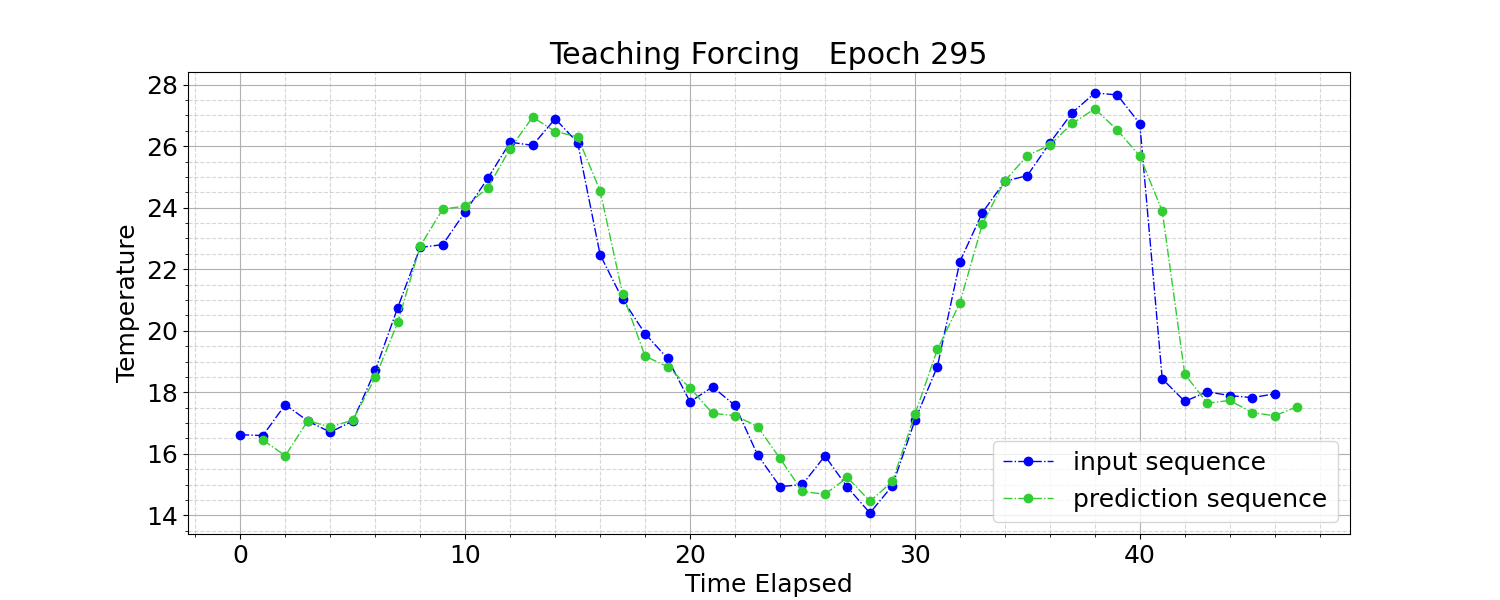 Teaching Forcing   Epoch 295
Temperature
28
26
24
22
20
18
16
14
0 10 20 30 40
Time Elapsed
input sequence
prediction sequence